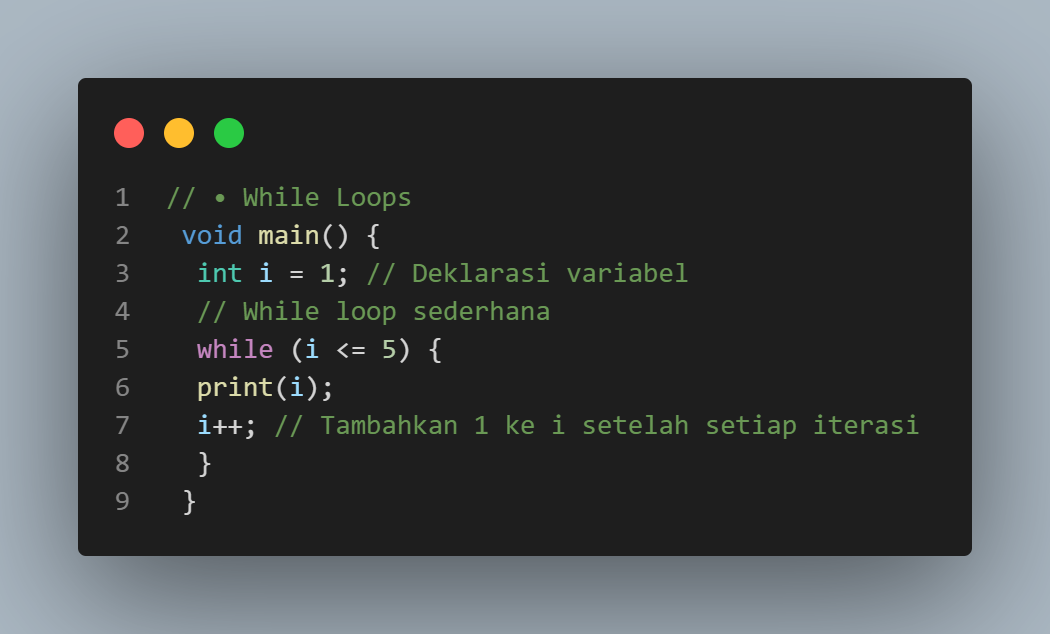 1 // • While Loops
2 void main() {
3 int i = 1; // Deklarasi variabel
4 // While loop sederhana
5 while (i <= 5) {
6 print(i);
7 i++; // Tambahkan 1 ke i setelah setiap iterasi
8 }
9 }